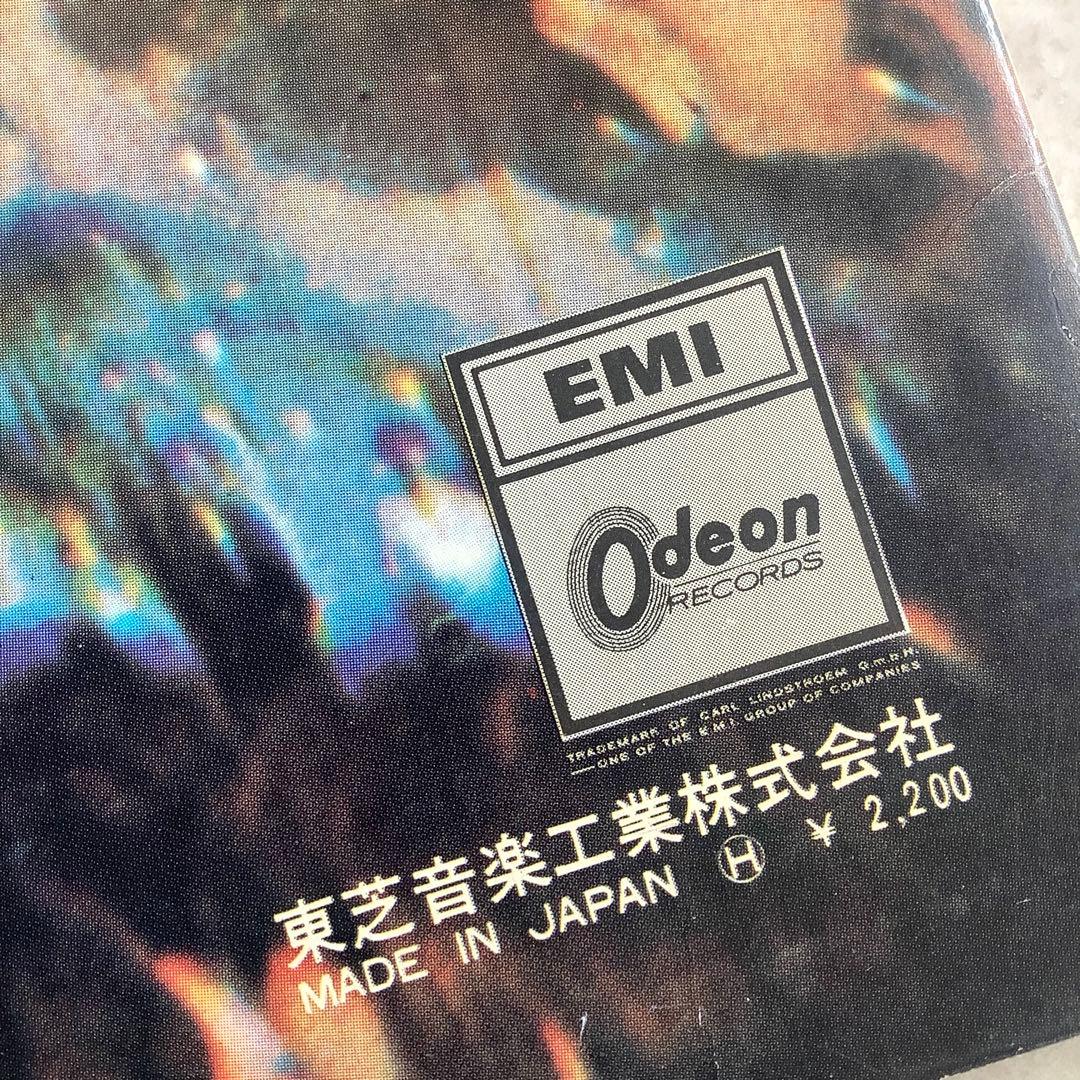 EMI
Odeon
RECORDS
TRADEMARK OF CARL LINDSTROEM G.m.b.H.
—ONE OF THE E.M.I. GROUP OF COMPANIES
東芝音楽工業株式会社
MADE IN JAPAN Ⓗ ¥ 2,200